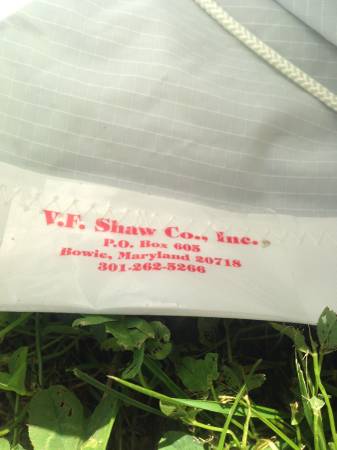 V.F. Shaw Co., Inc.
P.O. Box 605
Bowie, Maryland 20718
301-262-5266